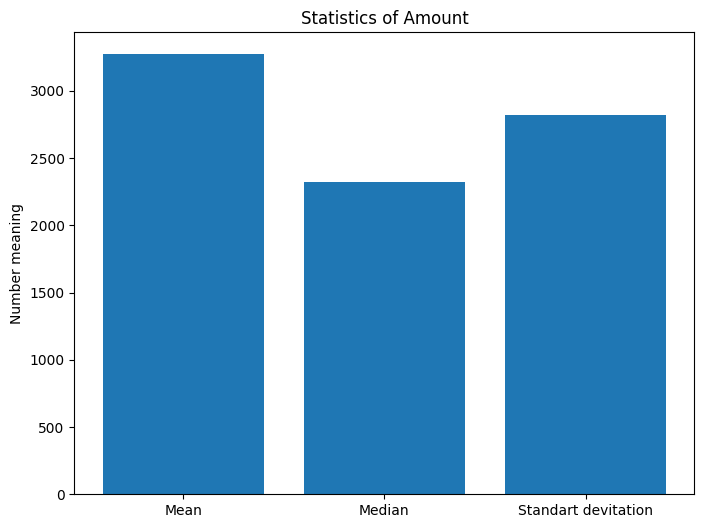 Statistics of Amount
Number meaning
3000
2500
2000
1500
1000
500
0
Mean
Median
Standart devitation